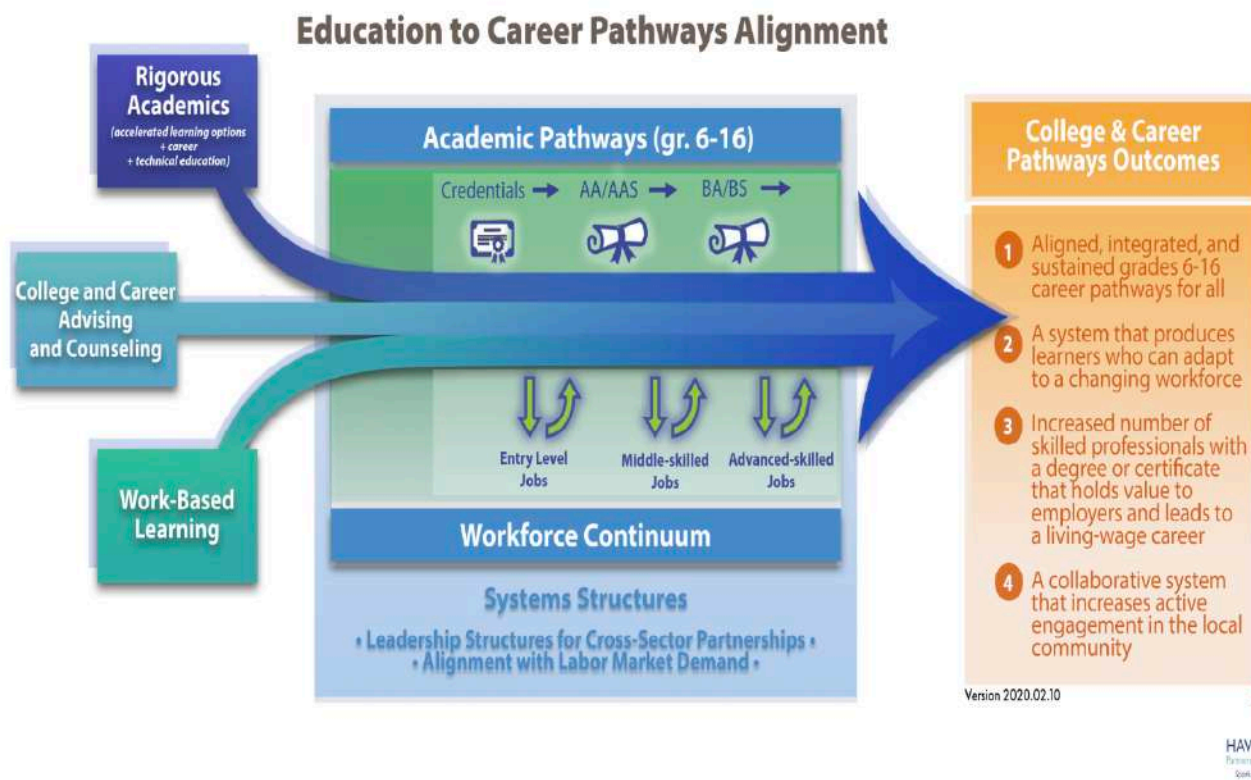 Education to Career Pathways Alignment
Rigorous
Academics
(accelerated learning options
+ career
+ technical education)
College and Career
Advising
and Counseling
Work-Based
Learning
Academic Pathways (gr. 6-16)
Credentials → AA/AAS → BA/BS →
Entry Level
Jobs
Middle-skilled
Jobs
Advanced-skilled
Jobs
Workforce Continuum
Systems Structures
• Leadership Structures for Cross-Sector Partnerships •
• Alignment with Labor Market Demand •
College & Career
Pathways Outcomes
1 Aligned, integrated, and
sustained grades 6-16
career pathways for all
2 A system that produces
learners who can adapt
to a changing workforce
3 Increased number of
skilled professionals with
a degree or certificate
that holds value to
employers and leads to
a living-wage career
4 A collaborative system
that increases active
engagement in the local
community
Version 2020.02.10
HAW